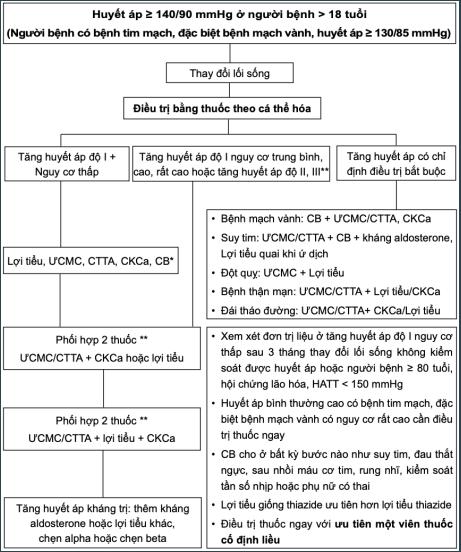 Huyết áp ≥ 140/90 mmHg ở người bệnh > 18 tuổi
(Người bệnh có bệnh tim mạch, đặc biệt bệnh mạch vành, huyết áp ≥ 130/85 mmHg)
Thay đổi lối sống
Điều trị bằng thuốc theo cá thể hóa
Tăng huyết áp độ I +
Nguy cơ thấp
Tăng huyết áp độ I nguy cơ trung bình,
cao, rất cao hoặc tăng huyết áp độ II, III**
Tăng huyết áp có chỉ
định điều trị bắt buộc
Lợi tiểu, ƯCMC, CTTA, CKCa, CB*
• Bệnh mạch vành: CB + ƯCMC/CTTA, CKCa
• Suy tim: ƯCMC/CTTA + CB + kháng aldosterone,
Lợi tiểu quai khi ứ dịch
• Đột quỵ: ƯCMC + Lợi tiểu
• Bệnh thận mạn: ƯCMC/CTTA + Lợi tiểu/CKCa
• Đái tháo đường: ƯCMC/CTTA+ CKCa/Lợi tiểu
Phối hợp 2 thuốc **
ƯCMC/CTTA + CKCa hoặc lợi tiểu
Phối hợp 2 thuốc **
ƯCMC/CTTA + lợi tiểu + CKCa
Tăng huyết áp kháng trị: thêm kháng
aldosterone hoặc lợi tiểu khác,
chẹn alpha hoặc chẹn beta
• Xem xét đơn trị liệu ở tăng huyết áp độ I nguy cơ
thấp sau 3 tháng thay đổi lối sống không kiểm
soát được huyết áp hoặc người bệnh ≥ 80 tuổi,
hội chứng lão hóa, HATT < 150 mmHg
• Huyết áp bình thường cao có bệnh tim mạch, đặc
biệt bệnh mạch vành có nguy cơ rất cao cần điều
trị thuốc ngay
• CB cho ở bất kỳ bước nào như suy tim, đau thắt
ngực, sau nhồi máu cơ tim, rung nhĩ, kiểm soát
tần số nhịp hoặc phụ nữ có thai
• Lợi tiểu giống thiazide ưu tiên hơn lợi tiểu thiazide
• Điều trị thuốc ngay với ưu tiên một viên thuốc
cố định liều